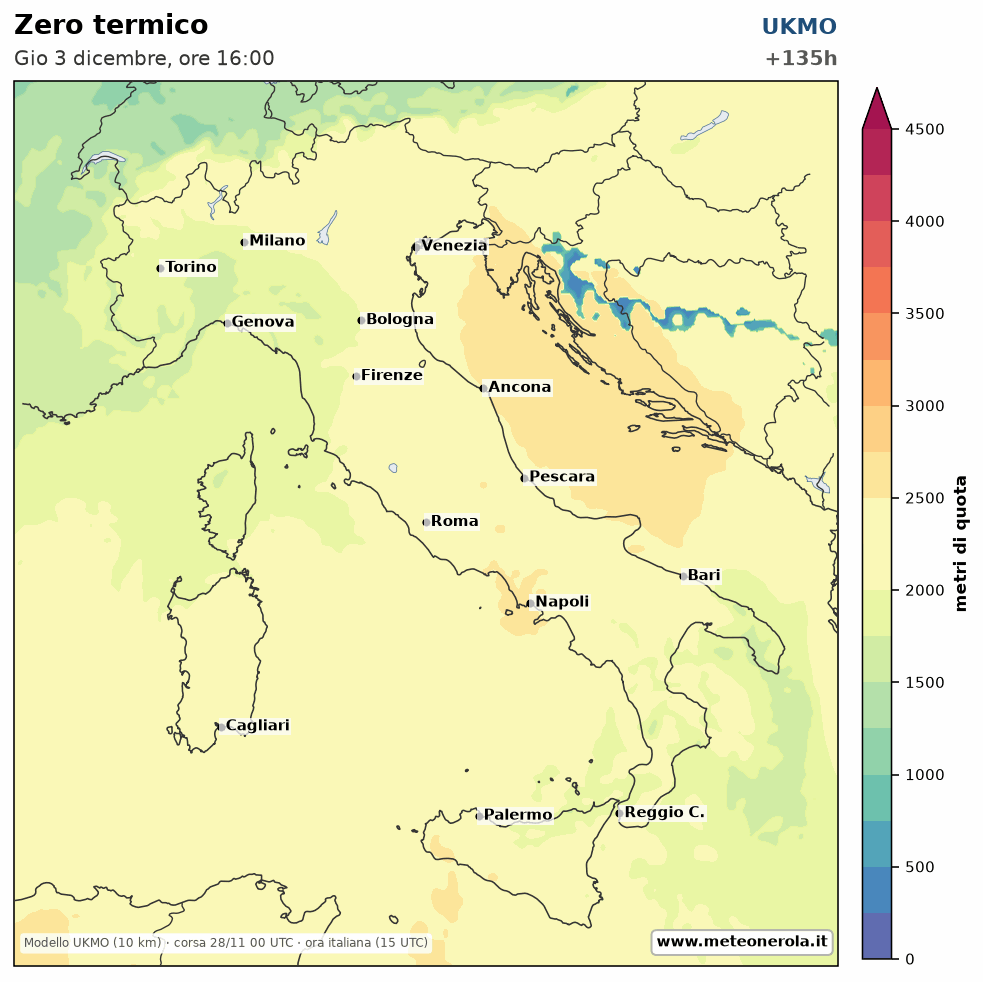 Zero termico
UKMO
Gio 3 dicembre, ore 16:00
+135h
4500
4000
3500
3000
2500
2000
1500
1000
500
0
metri di quota
Milano
Venezia
Torino
Genova
Bologna
Firenze
Ancona
Pescara
Roma
Bari
Napoli
Cagliari
Palermo
Reggio C.
Modello UKMO (10 km) · corsa 28/11 00 UTC · ora italiana (15 UTC)
www.meteonerola.it